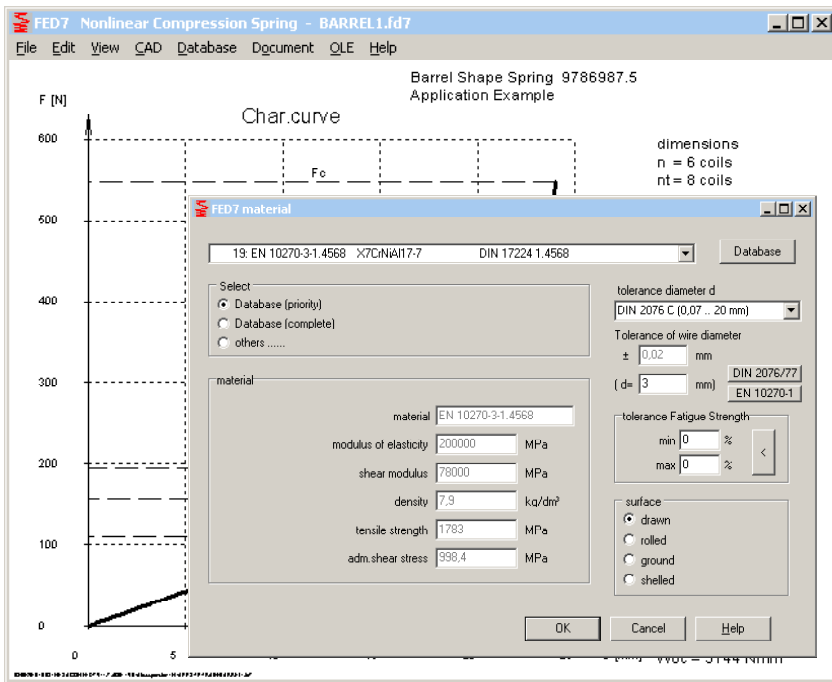 FED7 Nonlinear Compression Spring - BARREL1.fd7
File Edit View CAD Database Document OLE Help
Barrel Shape Spring 9786987.5
Application Example
F [N]
Char.curve
600
dimensions
n = 6 coils
nt = 8 coils
Fc
500
400
300
200
100
0
0 5
FED7 material
19: EN 10270-3-1.4568 X7CrNiAl17-7 DIN 17224 1.4568
Database
Select
Database (priority)
Database (complete)
others ......
tolerance diameter d
DIN 2076 C (0,07 .. 20 mm)
Tolerance of wire diameter
± 0,02 mm
( d= 3 mm)
DIN 2076/77
EN 10270-1
material
material EN 10270-3-1.4568
modulus of elasticity 200000 MPa
shear modulus 78000 MPa
density 7,9 kg/dm³
tensile strength 1783 MPa
adm.shear stress 998,4 MPa
tolerance Fatigue Strength
min 0 %
max 0 %
<
surface
drawn
rolled
ground
shelled
OK Cancel Help